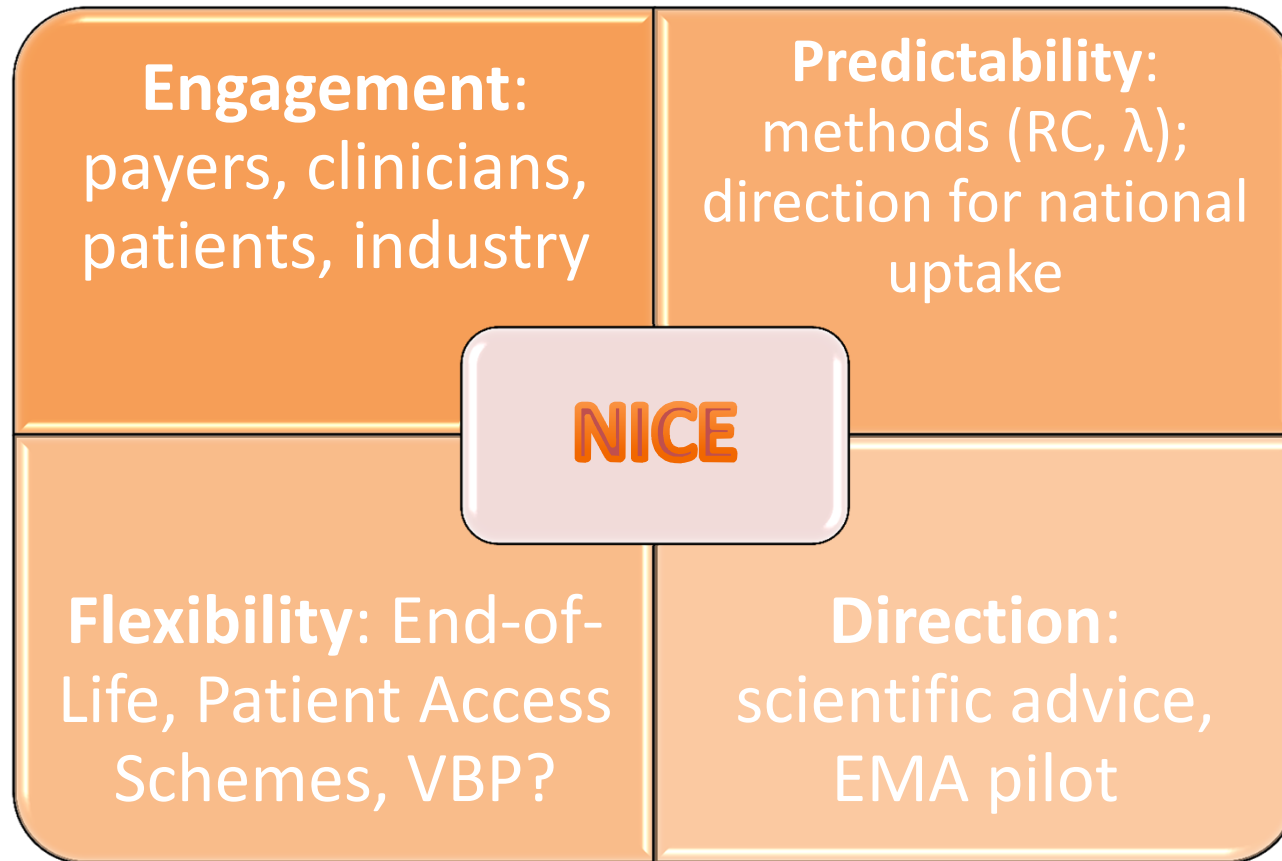 Engagement:
payers, clinicians,
patients, industry
Predictability:
methods (RC, λ);
direction for national
uptake
NICE
Flexibility: End-of-
Life, Patient Access
Schemes, VBP?
Direction:
scientific advice,
EMA pilot